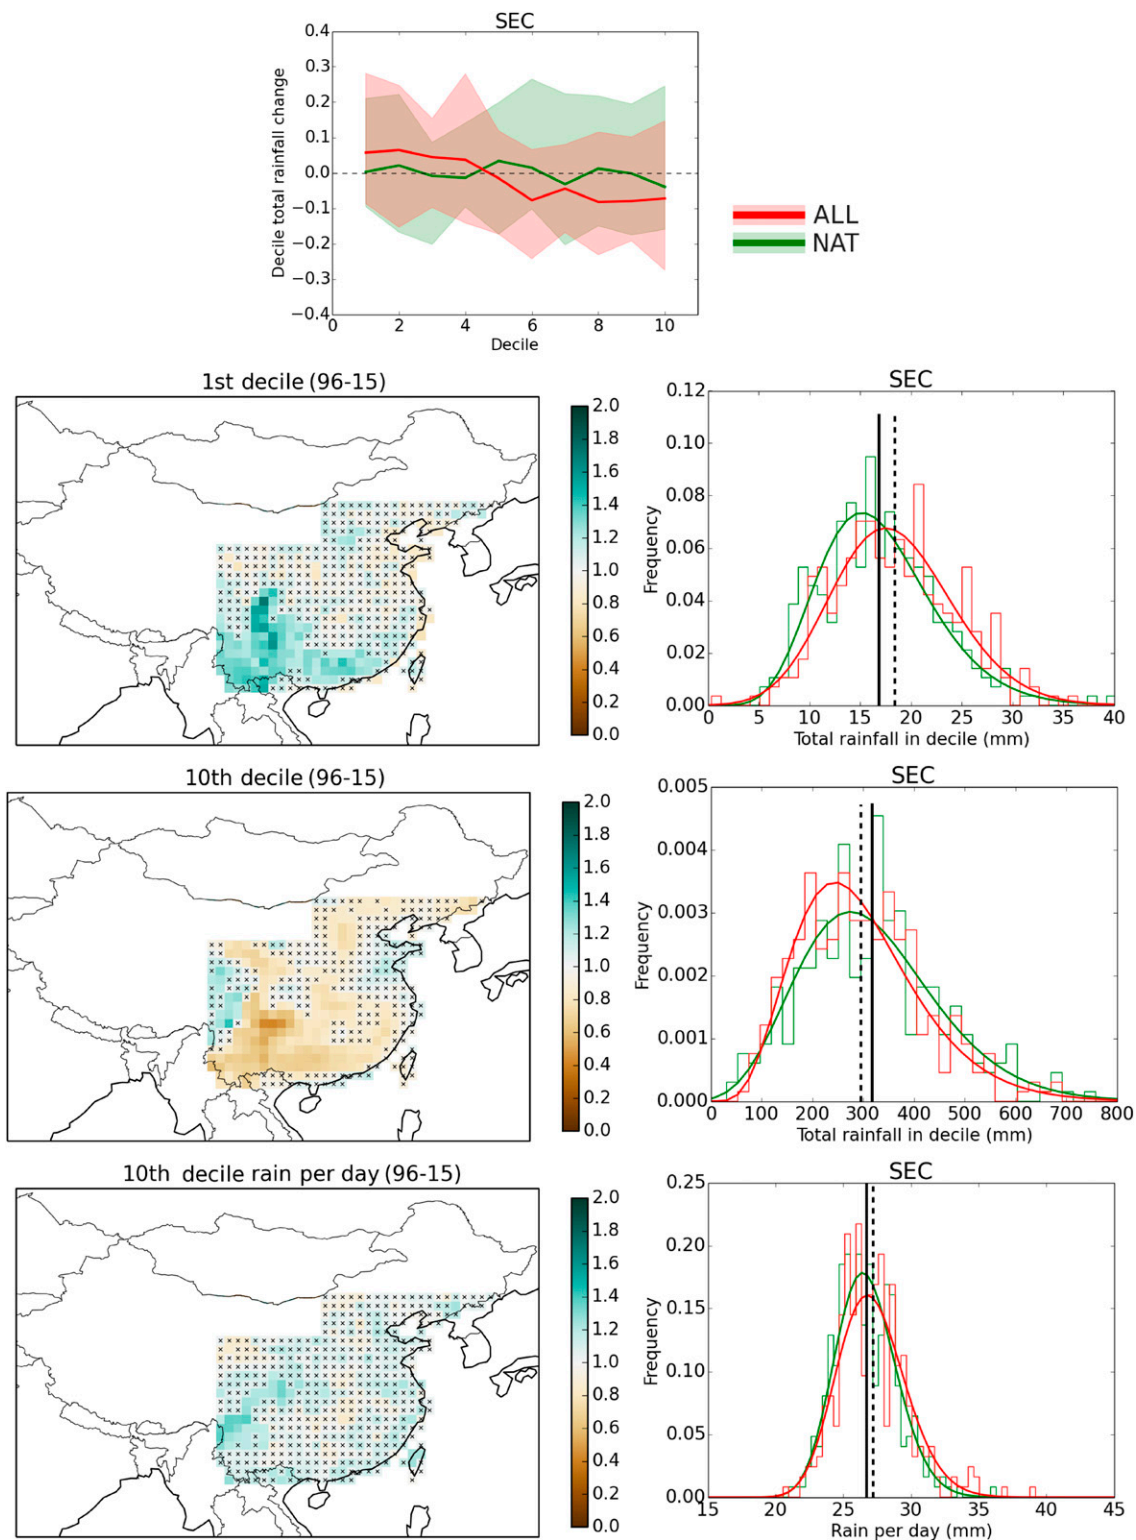 SEC
0.4
0.3
0.2
0.1
0.0
−0.1
−0.2
−0.3
−0.4
Decile total rainfall change
0 2 4 6 8 10
Decile
ALL
NAT
1st decile (96-15)
2.0
1.8
1.6
1.4
1.2
1.0
0.8
0.6
0.4
0.2
0.0
SEC
0.12
0.10
0.08
0.06
0.04
0.02
0.00
Frequency
0 5 10 15 20 25 30 35 40
Total rainfall in decile (mm)
10th decile (96-15)
2.0
1.8
1.6
1.4
1.2
1.0
0.8
0.6
0.4
0.2
0.0
SEC
0.005
0.004
0.003
0.002
0.001
0.000
Frequency
0 100 200 300 400 500 600 700 800
Total rainfall in decile (mm)
10th decile rain per day (96-15)
2.0
1.8
1.6
1.4
1.2
1.0
0.8
0.6
0.4
0.2
0.0
SEC
0.25
0.20
0.15
0.10
0.05
0.00
Frequency
15 20 25 30 35 40 45
Rain per day (mm)